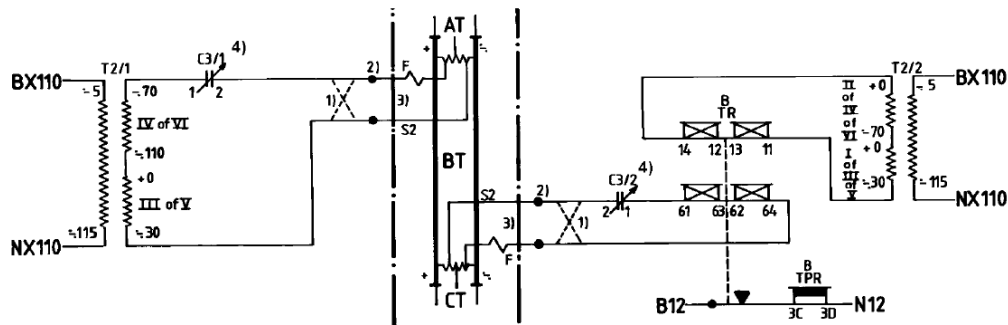 BX110
T2/1
≈5
≈70
C3/1
4)
1
2
IV of VI
≈110
+0
III of V
≈115
≈30
NX110
1)
2)
3)
F
S2
AT
+
≈
BT
S2
+
≈
CT
2)
3)
F
1)
C3/2
4)
2
1
B
TR
14
12
13
11
61
63
62
64
T2/2
II
of
IV
of
VI
+0
≈70
+0
I
of
III
of
V
≈30
≈5
≈115
BX110
NX110
B12
B
TPR
3C
3D
N12